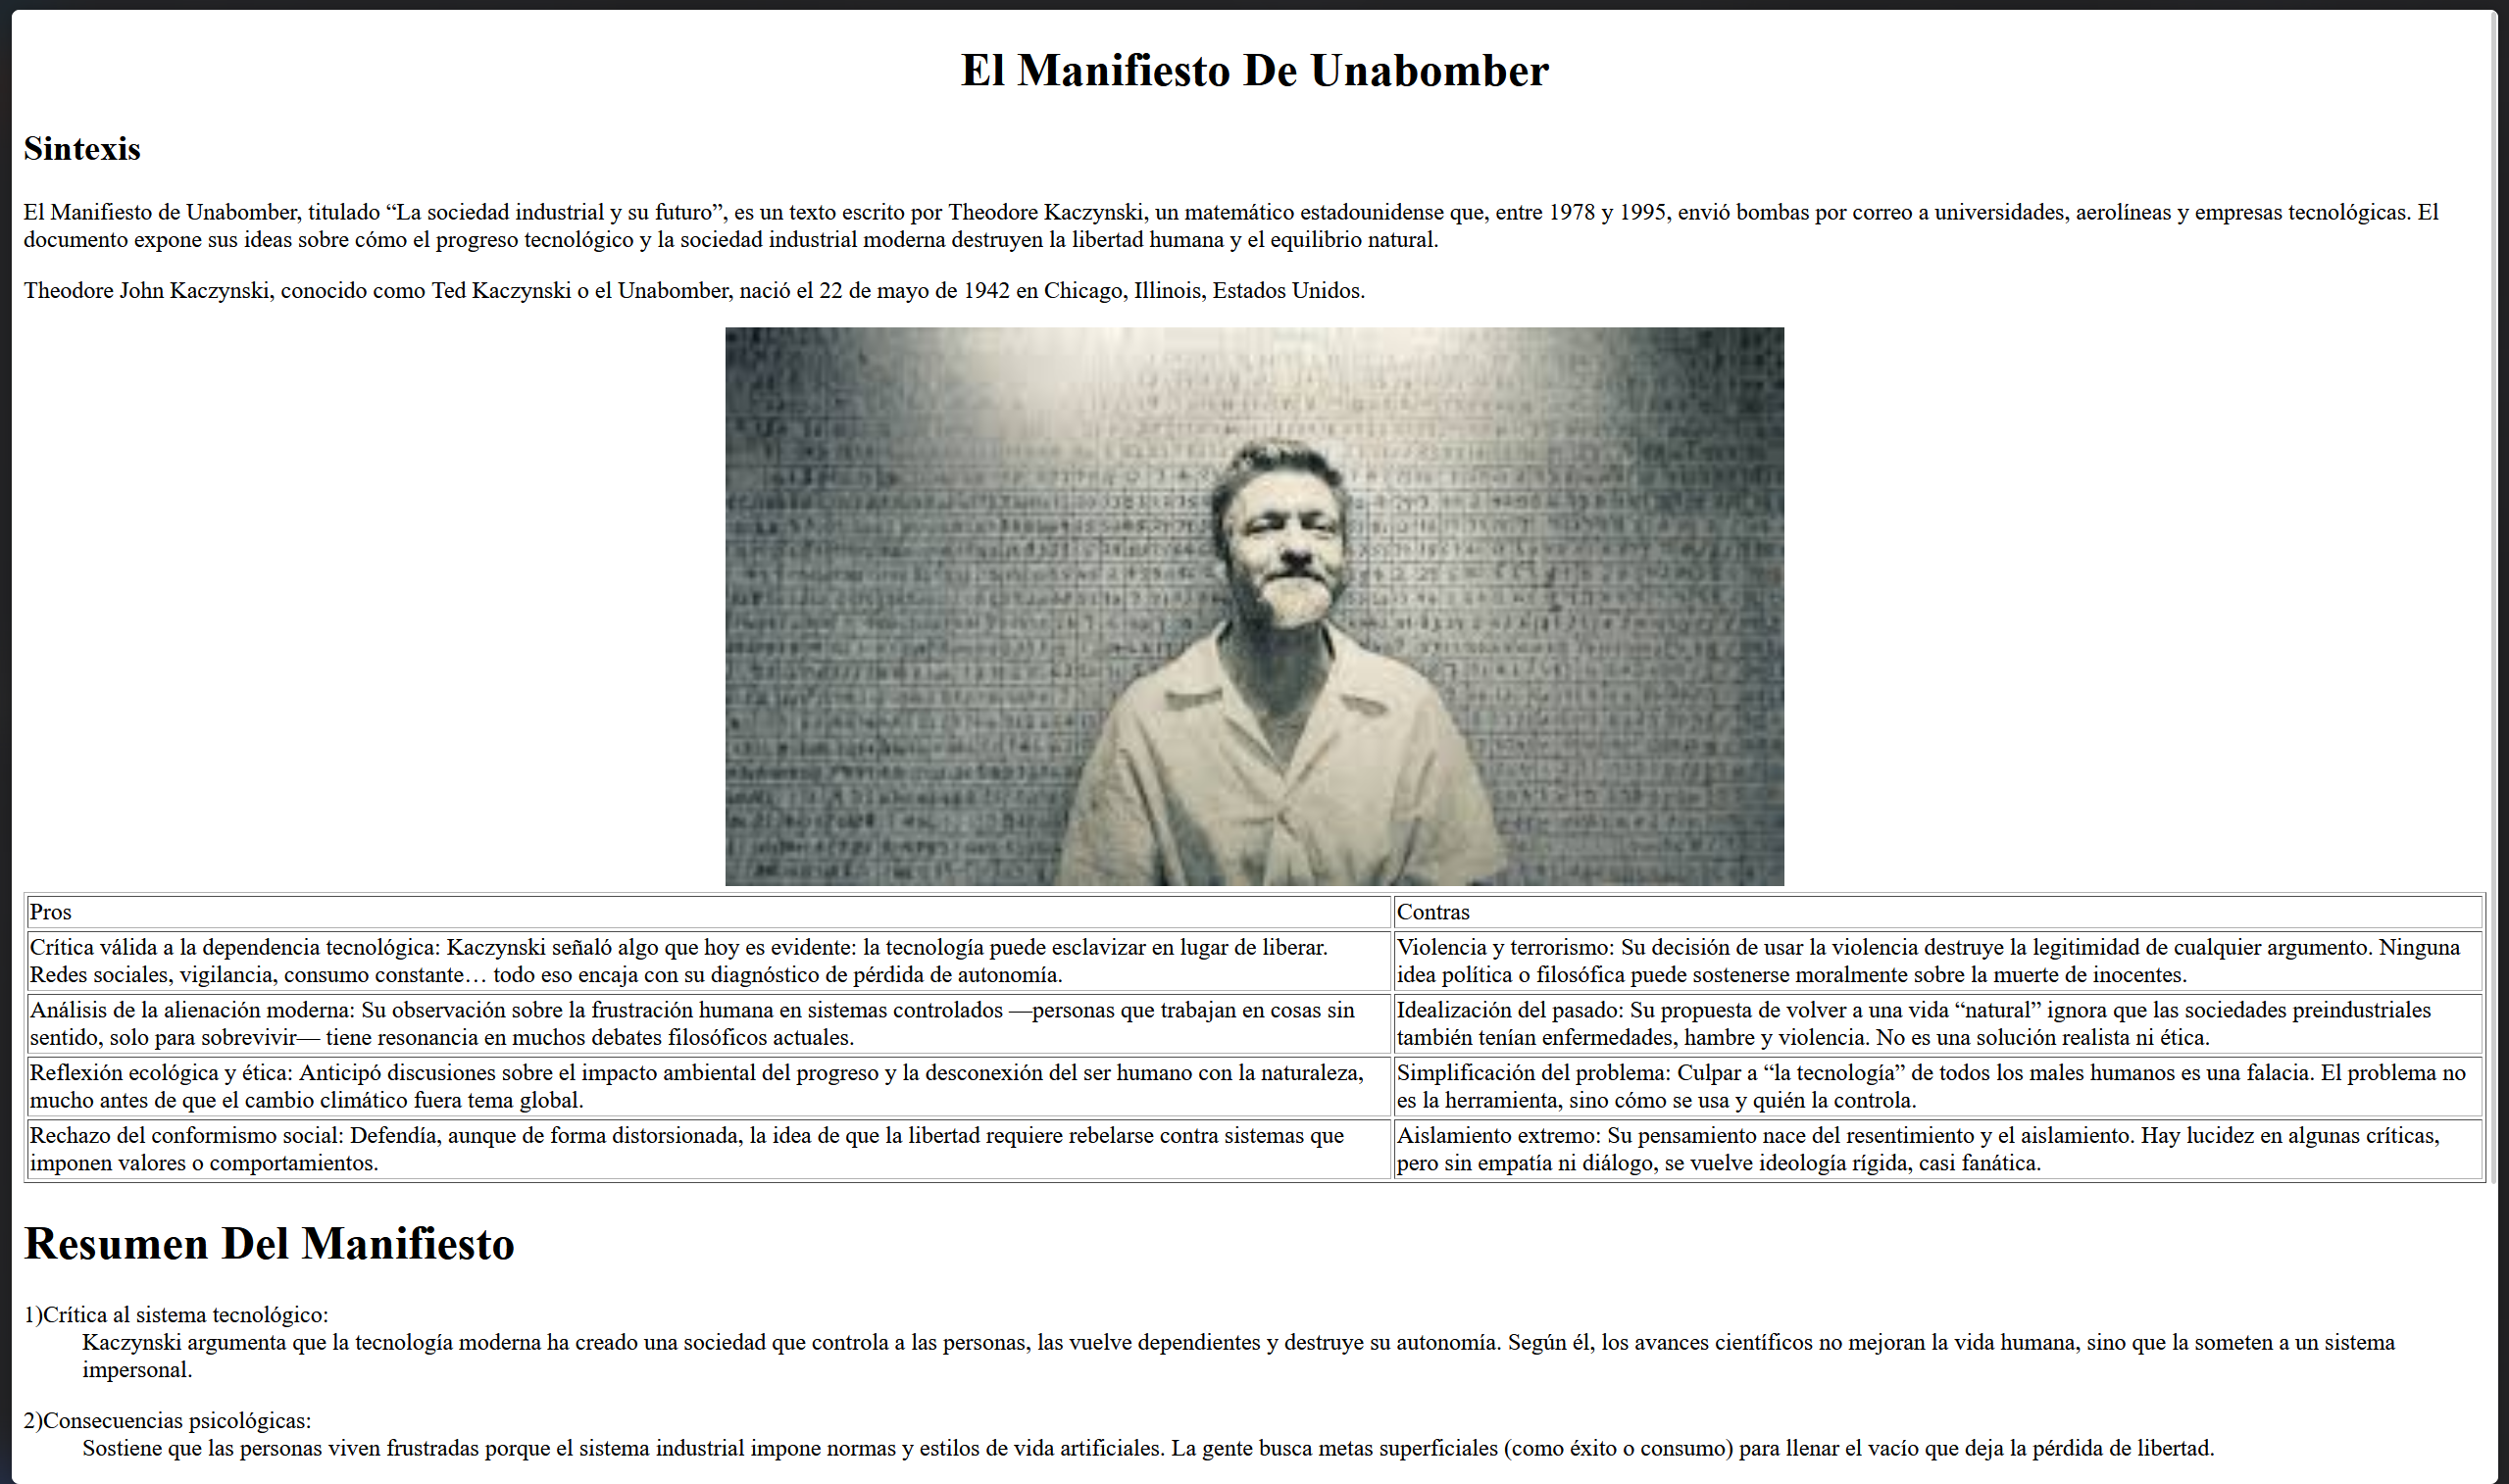 El Manifiesto De Unabomber
Sintexis
El Manifiesto de Unabomber, titulado “La sociedad industrial y su futuro”, es un texto escrito por Theodore Kaczynski, un matemático estadounidense que, entre 1978 y 1995, envió bombas por correo a universidades, aerolíneas y empresas tecnológicas. El
documento expone sus ideas sobre cómo el progreso tecnológico y la sociedad industrial moderna destruyen la libertad humana y el equilibrio natural.
Theodore John Kaczynski, conocido como Ted Kaczynski o el Unabomber, nació el 22 de mayo de 1942 en Chicago, Illinois, Estados Unidos.
Pros
Contras
Crítica válida a la dependencia tecnológica: Kaczynski señaló algo que hoy es evidente: la tecnología puede esclavizar en lugar de liberar.
Redes sociales, vigilancia, consumo constante… todo eso encaja con su diagnóstico de pérdida de autonomía.
Violencia y terrorismo: Su decisión de usar la violencia destruye la legitimidad de cualquier argumento. Ninguna
idea política o filosófica puede sostenerse moralmente sobre la muerte de inocentes.
Análisis de la alienación moderna: Su observación sobre la frustración humana en sistemas controlados —personas que trabajan en cosas sin
sentido, solo para sobrevivir— tiene resonancia en muchos debates filosóficos actuales.
Idealización del pasado: Su propuesta de volver a una vida “natural” ignora que las sociedades preindustriales
también tenían enfermedades, hambre y violencia. No es una solución realista ni ética.
Reflexión ecológica y ética: Anticipó discusiones sobre el impacto ambiental del progreso y la desconexión del ser humano con la naturaleza,
mucho antes de que el cambio climático fuera tema global.
Simplificación del problema: Culpar a “la tecnología” de todos los males humanos es una falacia. El problema no
es la herramienta, sino cómo se usa y quién la controla.
Rechazo del conformismo social: Defendía, aunque de forma distorsionada, la idea de que la libertad requiere rebelarse contra sistemas que
imponen valores o comportamientos.
Aislamiento extremo: Su pensamiento nace del resentimiento y el aislamiento. Hay lucidez en algunas críticas,
pero sin empatía ni diálogo, se vuelve ideología rígida, casi fanática.
Resumen Del Manifiesto
1)Crítica al sistema tecnológico:
Kaczynski argumenta que la tecnología moderna ha creado una sociedad que controla a las personas, las vuelve dependientes y destruye su autonomía. Según él, los avances científicos no mejoran la vida humana, sino que la someten a un sistema
impersonal.
2)Consecuencias psicológicas:
Sostiene que las personas viven frustradas porque el sistema industrial impone normas y estilos de vida artificiales. La gente busca metas superficiales (como éxito o consumo) para llenar el vacío que deja la pérdida de libertad.